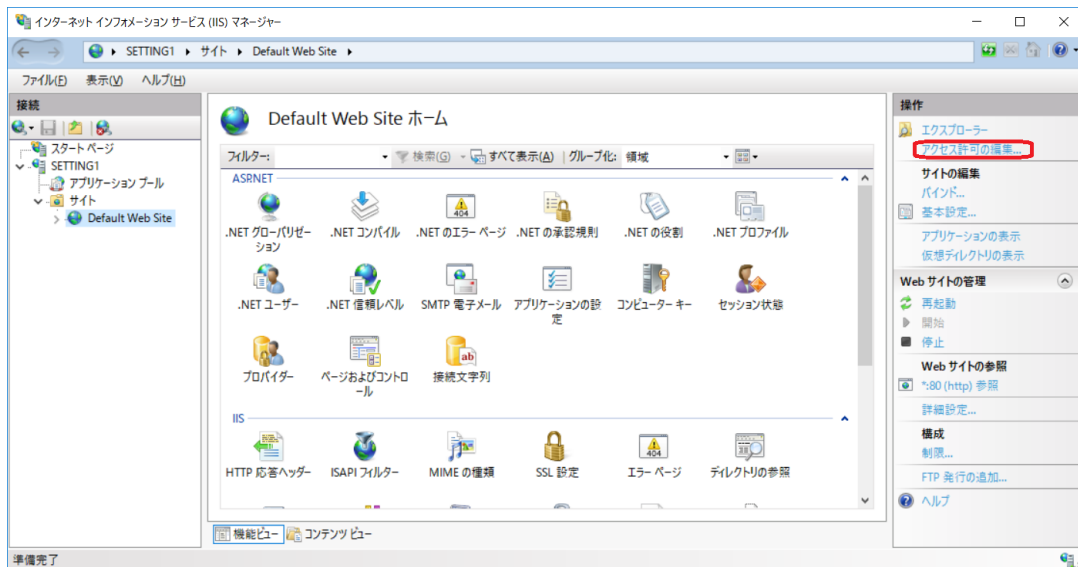 インターネット インフォメーション サービス (IIS) マネージャー
SETTING1 サイト Default Web Site
ファイル(F) 表示(V) ヘルプ(H)
接続
スタート ページ
SETTING1
アプリケーション プール
サイト
Default Web Site
Default Web Site ホーム
フィルター: 検索(G) すべて表示(A) グループ化: 領域
ASP.NET
.NET グローバリゼーション
.NET コンパイル
.NET のエラー ページ
.NET の承認規則
.NET の役割
.NET プロファイル
.NET ユーザー
.NET 信頼レベル
SMTP 電子メール
アプリケーションの設定
コンピューター キー
セッション状態
プロバイダー
ページおよびコントロール
接続文字列
IIS
HTTP 応答ヘッダー
ISAPI フィルター
MIME の種類
SSL 設定
エラー ページ
ディレクトリの参照
機能ビュー コンテンツ ビュー
操作
エクスプローラー
アクセス許可の編集...
サイトの編集
バインド...
基本設定...
アプリケーションの表示
仮想ディレクトリの表示
Web サイトの管理
再起動
開始
停止
Web サイトの参照
*:80 (http) 参照
詳細設定...
構成
制限...
FTP 発行の追加...
ヘルプ
準備完了